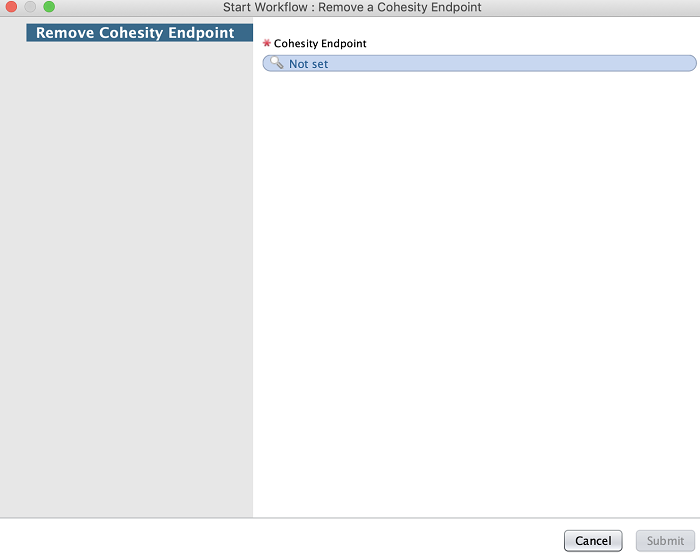 Start Workflow : Remove a Cohesity Endpoint
Remove Cohesity Endpoint
* Cohesity Endpoint
Not set
Cancel
Submit